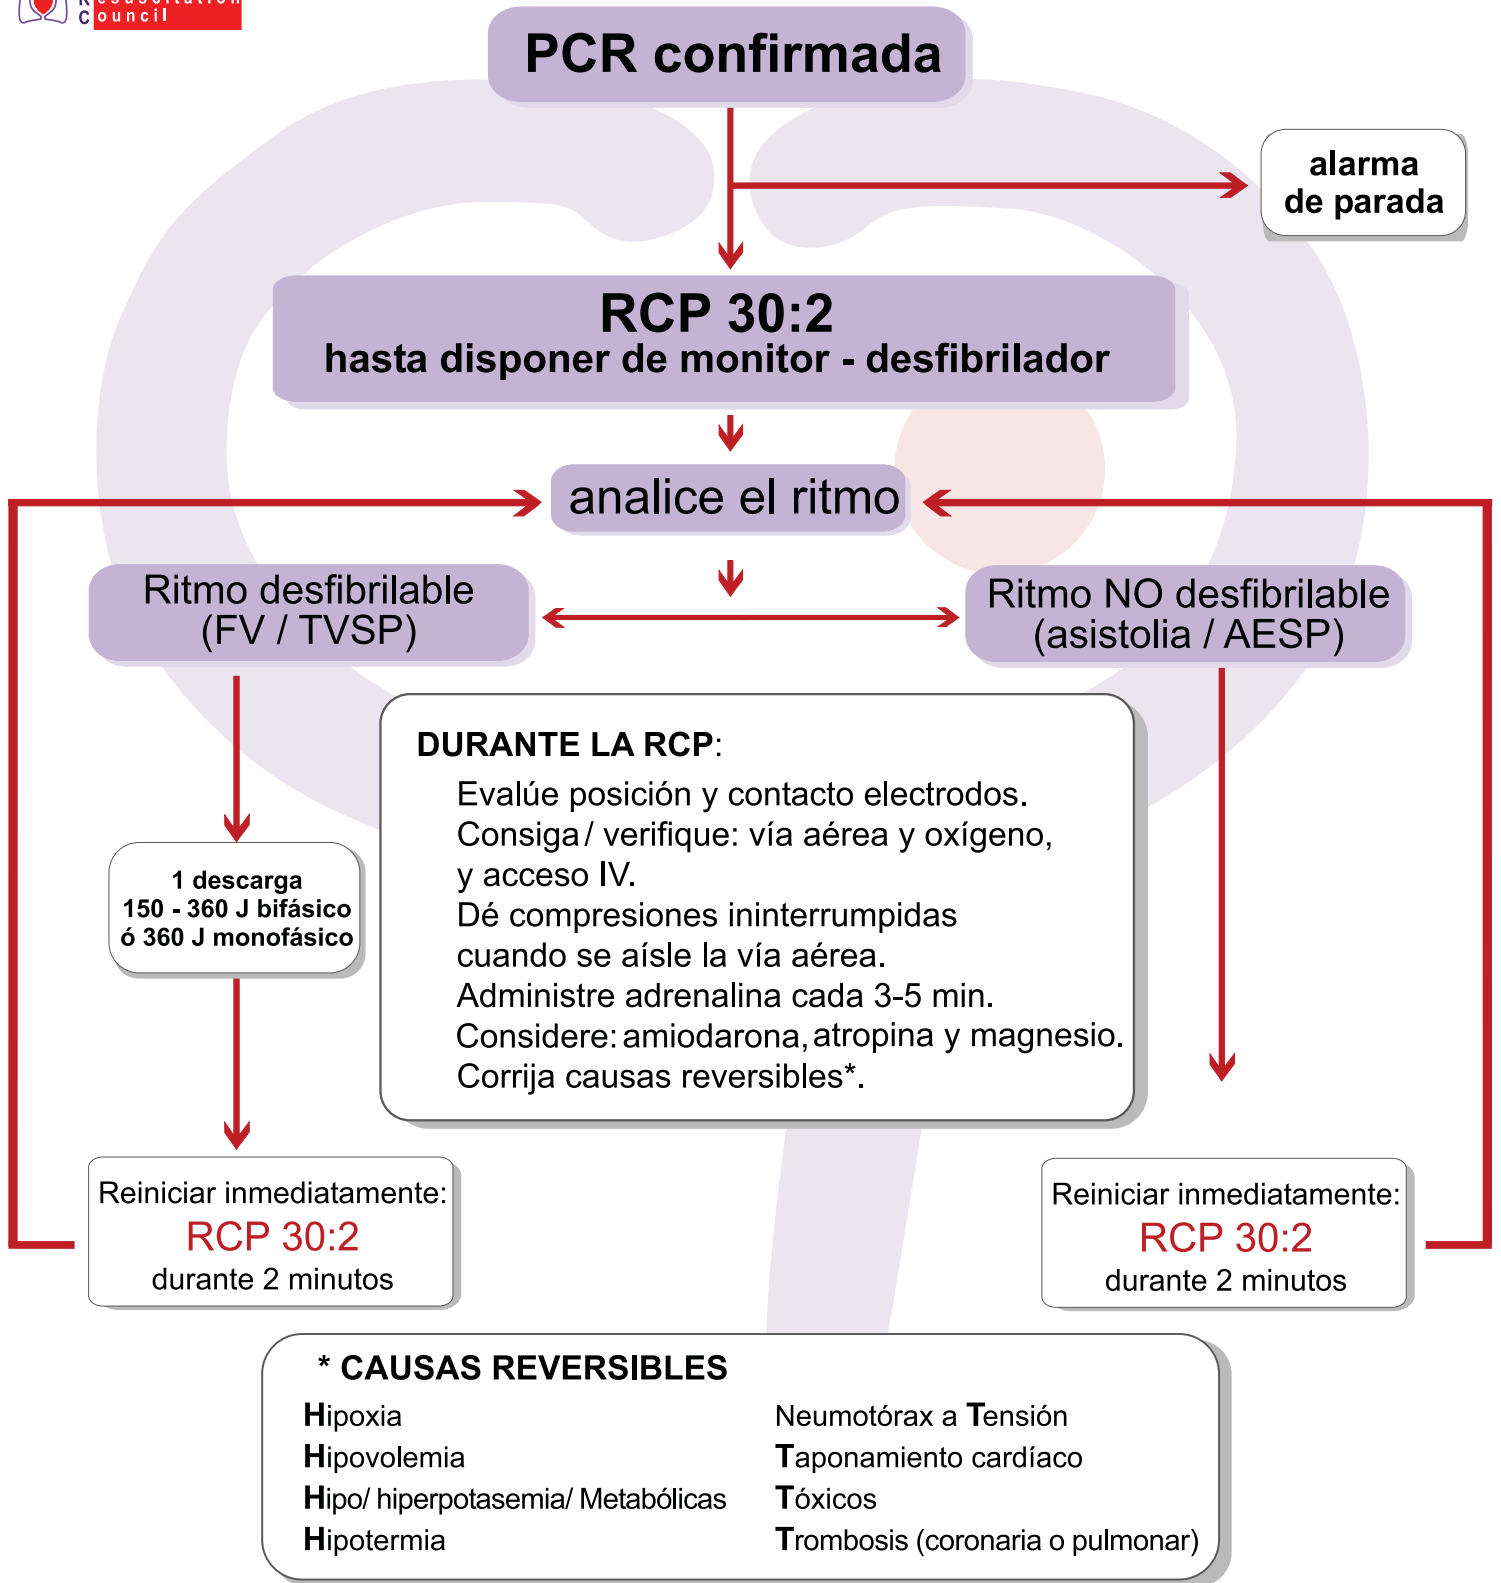 Council
PCR confirmada
alarma
de parada
RCP 30:2
hasta disponer de monitor - desfibrilador
analice el ritmo
Ritmo desfibrilable
(FV / TVSP)
Ritmo NO desfibrilable
(asistolia / AESP)
1 descarga
150 - 360 J bifásico
ó 360 J monofásico
DURANTE LA RCP:
Evalúe posición y contacto electrodos.
Consiga / verifique: vía aérea y oxígeno,
y acceso IV.
Dé compresiones ininterrumpidas
cuando se aísle la vía aérea.
Administre adrenalina cada 3-5 min.
Considere: amiodarona, atropina y magnesio.
Corrija causas reversibles*.
Reiniciar inmediatamente:
RCP 30:2
durante 2 minutos
Reiniciar inmediatamente:
RCP 30:2
durante 2 minutos
* CAUSAS REVERSIBLES
Hipoxia
Hipovolemia
Hipo/ hiperpotasemia/ Metabólicas
Hipotermia
Neumotórax a Tensión
Taponamiento cardíaco
Tóxicos
Trombosis (coronaria o pulmonar)